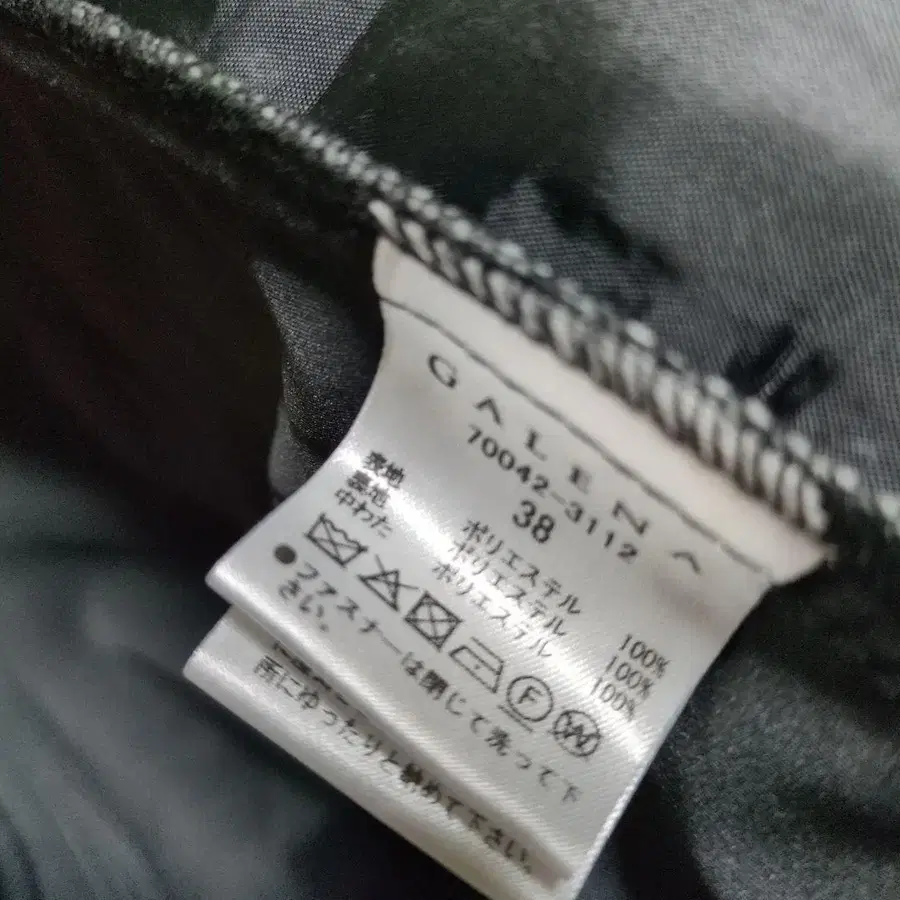 GALENA
70042-3112
38
表地 ポリエステル 100%
裏地 ポリエステル 100%
中わた ポリエステル 100%
F W
●ファスナーは閉じて洗って下
さい。
所にゆったりと納めて下さい。